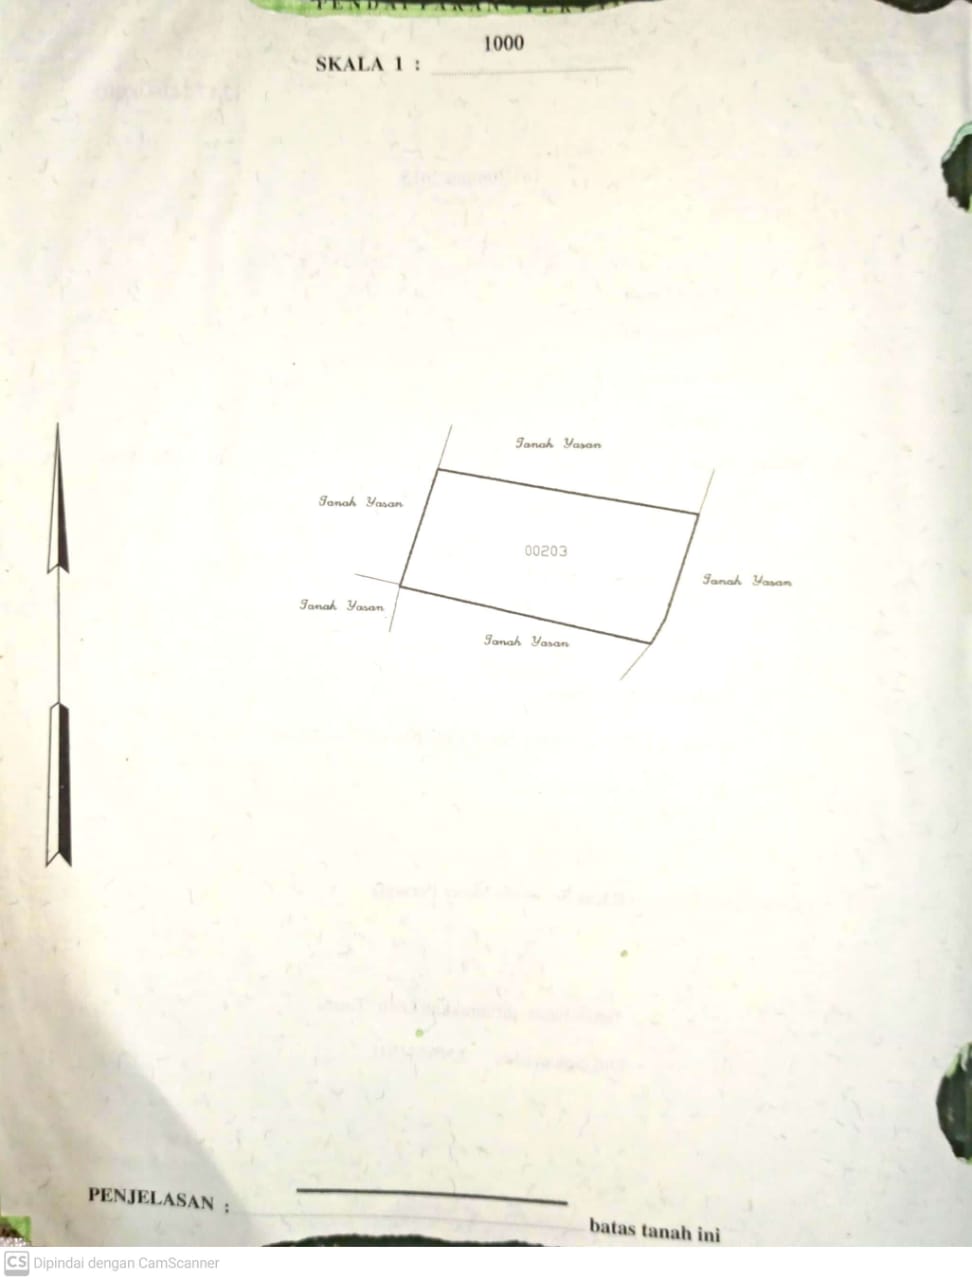 SKALA 1 : 1000
Tanah Yasan
Tanah Yasan
00203
Tanah Yasan
Tanah Yasan
Tanah Yasan
PENJELASAN :
batas tanah ini
CS Dipindai dengan CamScanner